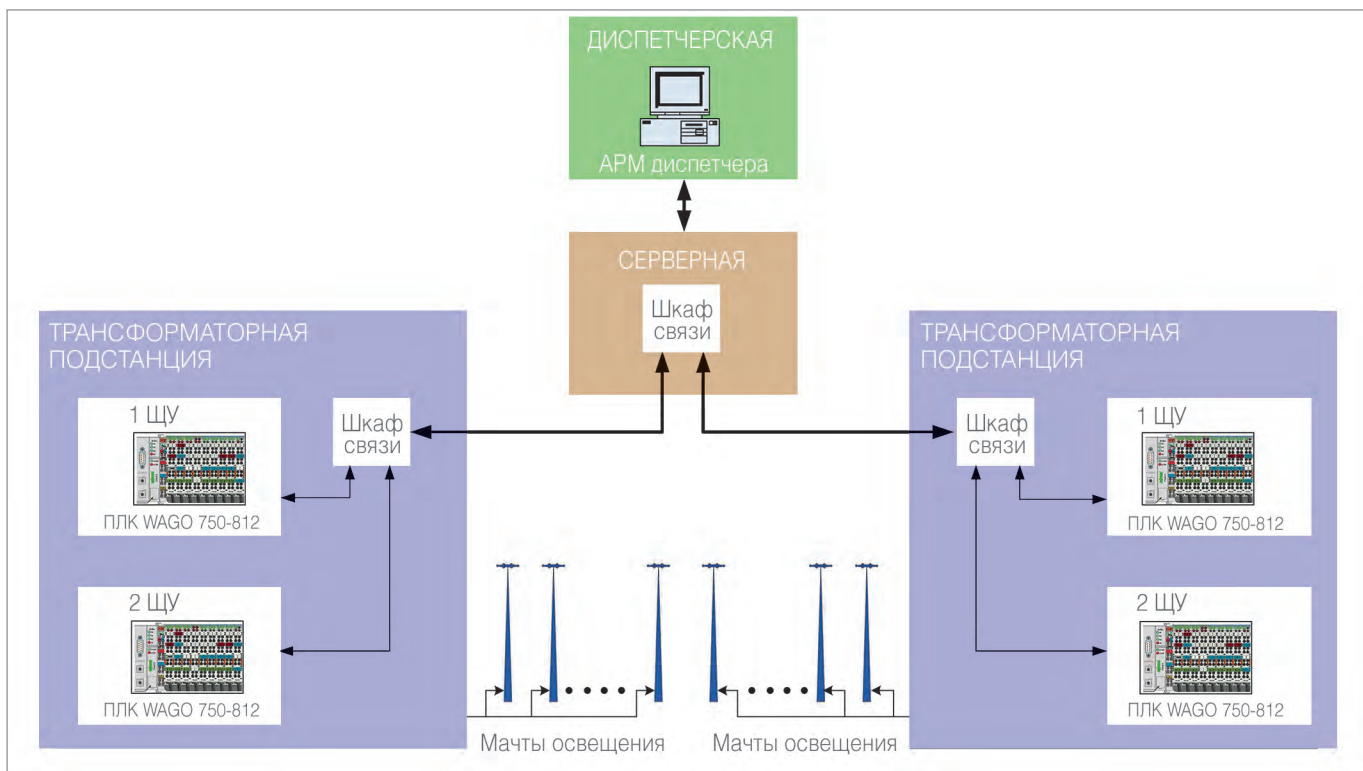 ДИСПЕТЧЕРСКАЯ
АРМ диспетчера
СЕРВЕРНАЯ
Шкаф
связи
ТРАНСФОРМАТОРНАЯ
ПОДСТАНЦИЯ
1 ЩУ
ПЛК WAGO 750-812
Шкаф
связи
2 ЩУ
ПЛК WAGO 750-812
ТРАНСФОРМАТОРНАЯ
ПОДСТАНЦИЯ
Шкаф
связи
1 ЩУ
ПЛК WAGO 750-812
2 ЩУ
ПЛК WAGO 750-812
Мачты освещения
Мачты освещения